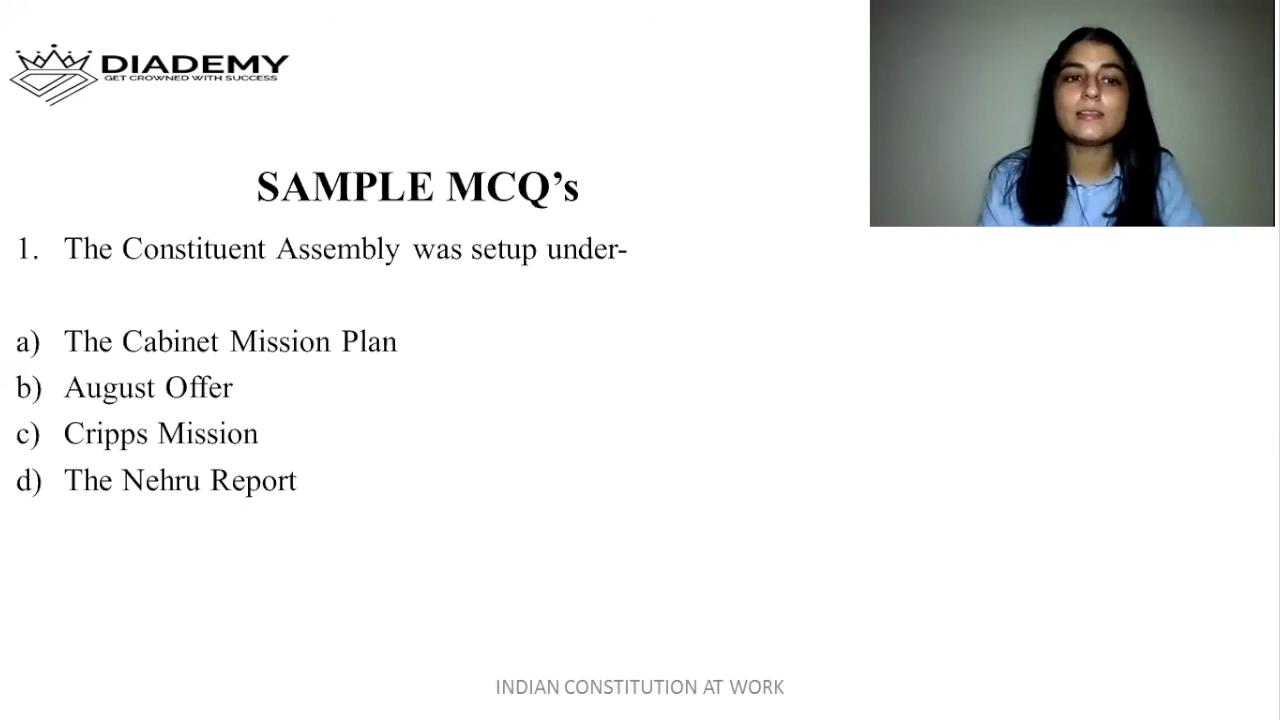 DIADEMY
GET CROWNED WITH SUCCESS
SAMPLE MCQ’s
1. The Constituent Assembly was setup under-
a) The Cabinet Mission Plan
b) August Offer
c) Cripps Mission
d) The Nehru Report
INDIAN CONSTITUTION AT WORK